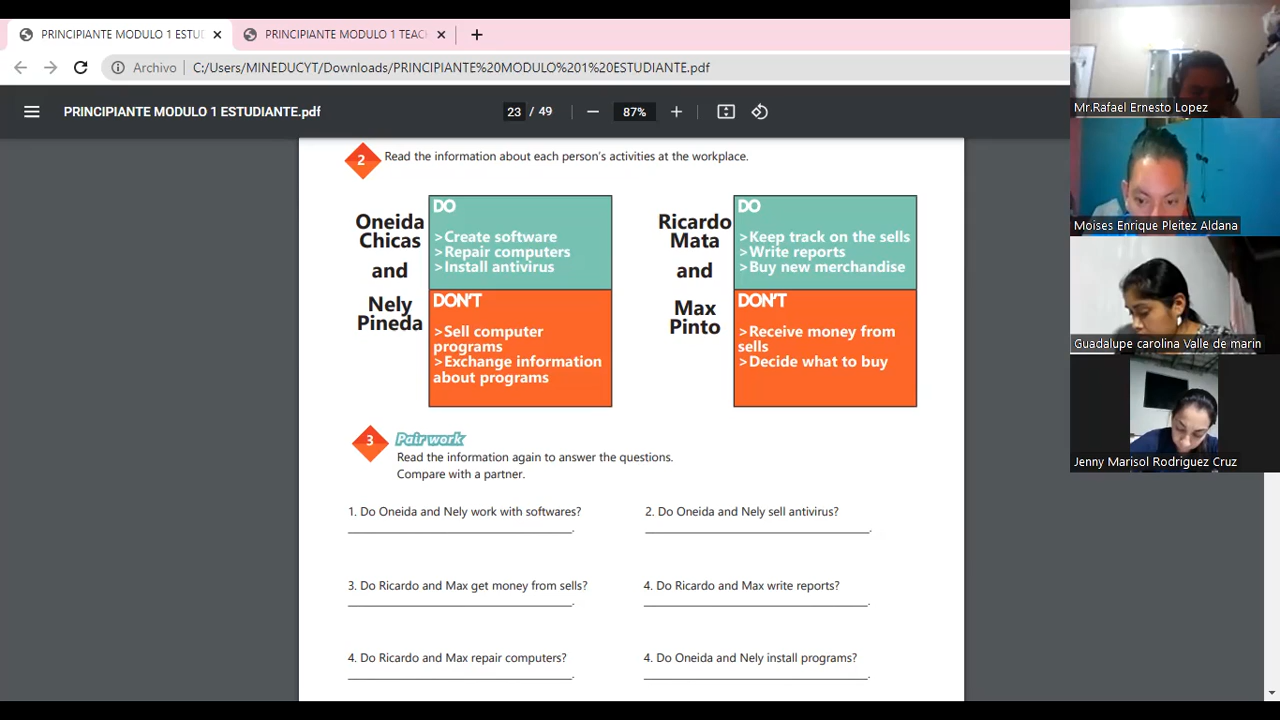 PRINCIPIANTE MODULO 1 ESTU
PRINCIPIANTE MODULO 1 TEAC
Archivo
C:/Users/MINEDUCYT/Downloads/PRINCIPIANTE%20MODULO%201%20ESTUDIANTE.pdf
PRINCIPIANTE MODULO 1 ESTUDIANTE.pdf
23 / 49
87%
2
Read the information about each person's activities at the workplace.
Oneida
Chicas
and
Nely
Pineda
DO
>Create software
>Repair computers
>Install antivirus
DON'T
>Sell computer
programs
>Exchange information
about programs
Ricardo
Mata
and
Max
Pinto
DO
>Keep track on the sells
>Write reports
>Buy new merchandise
DON'T
>Receive money from
sells
>Decide what to buy
3
Pair work
Read the information again to answer the questions.
Compare with a partner.
1. Do Oneida and Nely work with softwares?
2. Do Oneida and Nely sell antivirus?
3. Do Ricardo and Max get money from sells?
4. Do Ricardo and Max write reports?
4. Do Ricardo and Max repair computers?
4. Do Oneida and Nely install programs?
Mr.Rafael Ernesto Lopez
Moises Enrique Pleitez Aldana
Guadalupe carolina Valle de marin
Jenny Marisol Rodriguez Cruz